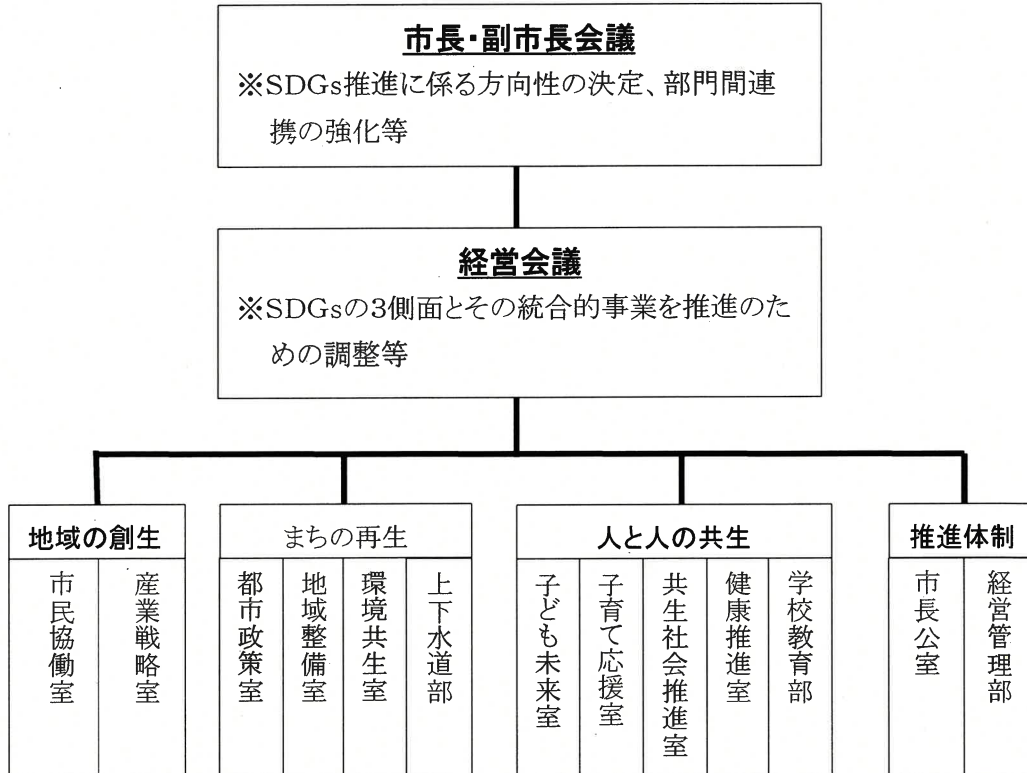 市長・副市長会議
※SDGs推進に係る方向性の決定、部門間連
携の強化等
経営会議
※SDGsの3側面とその統合的事業を推進のた
めの調整等
地域の創生
市民協働室
産業戦略室
まちの再生
都市政策室
地域整備室
環境共生室
上下水道部
人と人の共生
子ども未来室
子育て応援室
共生社会推進室
健康推進室
学校教育部
推進体制
市長公室
経営管理部